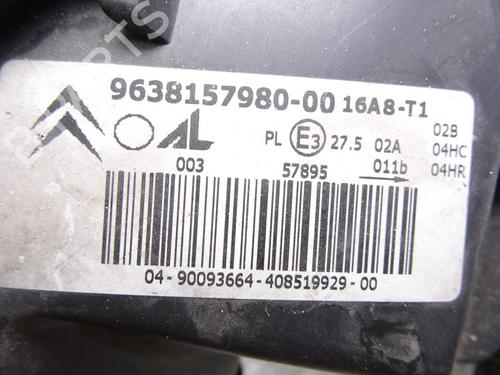 9638157980-00 16A8-T1
AL
PL E3 27.5 02A 02B
011b 04HC
04HR
003 57895
04-90093664-408519929-00